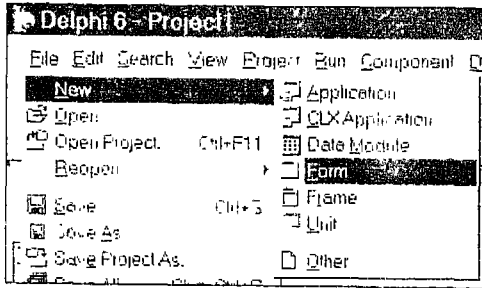 Delphi 6 - Project1
File Edit Search View Project Run Component
New
Open
Open Project. Ctrl+F11
Reopen
Save Ctrl+S
Save As
Save Project As.
Application
CLX Application
Data Module
Form
Frame
Unit
Other